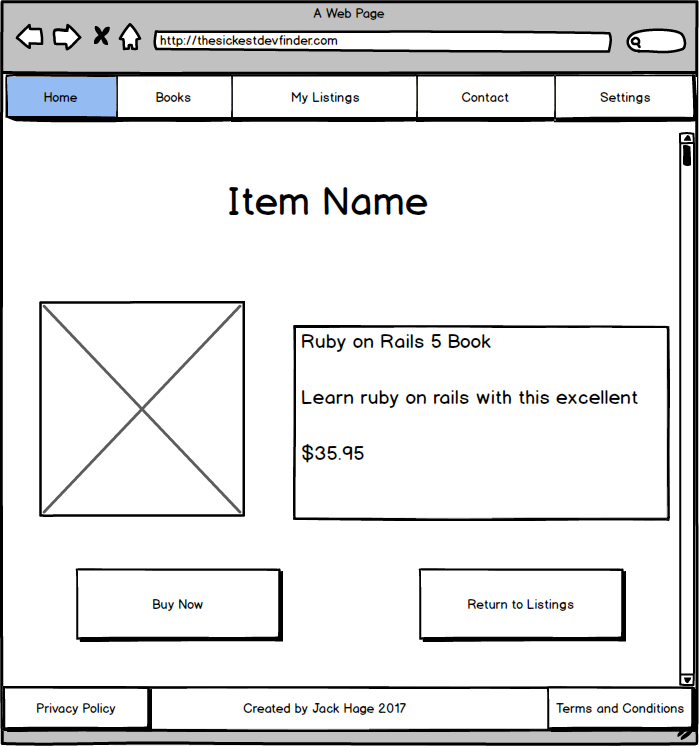 A Web Page
http://thesickestdevfinder.com
Home
Books
My Listings
Contact
Settings
Item Name
Ruby on Rails 5 Book
Learn ruby on rails with this excellent
$35.95
Buy Now
Return to Listings
Privacy Policy
Created by Jack Hage 2017
Terms and Conditions